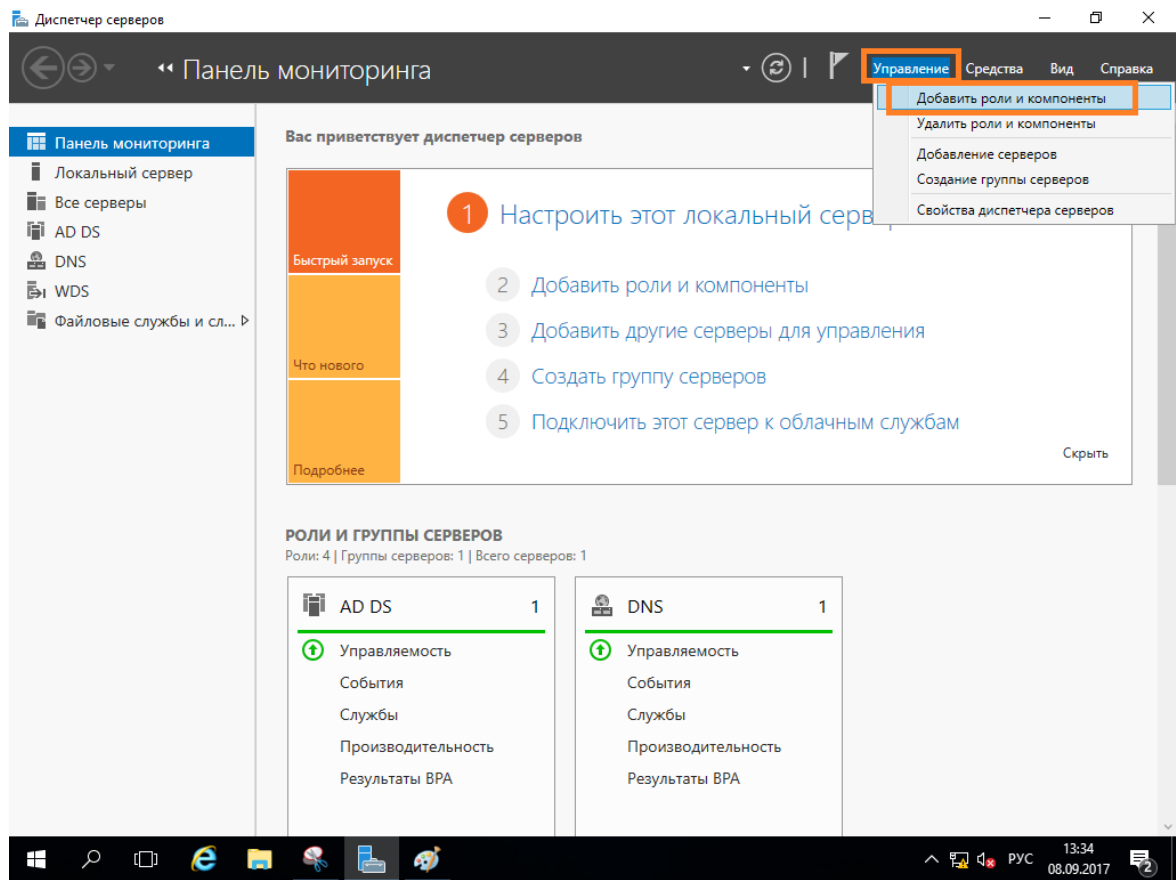 Диспетчер серверов
Панель мониторинга
Управление Средства Вид Справка
Добавить роли и компоненты
Удалить роли и компоненты
Добавление серверов
Создание группы серверов
Свойства диспетчера серверов
Панель мониторинга
Локальный сервер
Все серверы
AD DS
DNS
WDS
Файловые службы и сл...
Вас приветствует диспетчер серверов
Быстрый запуск
Что нового
Подробнее
1 Настроить этот локальный серв
2 Добавить роли и компоненты
3 Добавить другие серверы для управления
4 Создать группу серверов
5 Подключить этот сервер к облачным службам
Скрыть
РОЛИ И ГРУППЫ СЕРВЕРОВ
Роли: 4 | Группы серверов: 1 | Всего серверов: 1
AD DS 1
Управляемость
События
Службы
Производительность
Результаты BPA
DNS 1
Управляемость
События
Службы
Производительность
Результаты BPA
РУС
13:34
08.09.2017
2